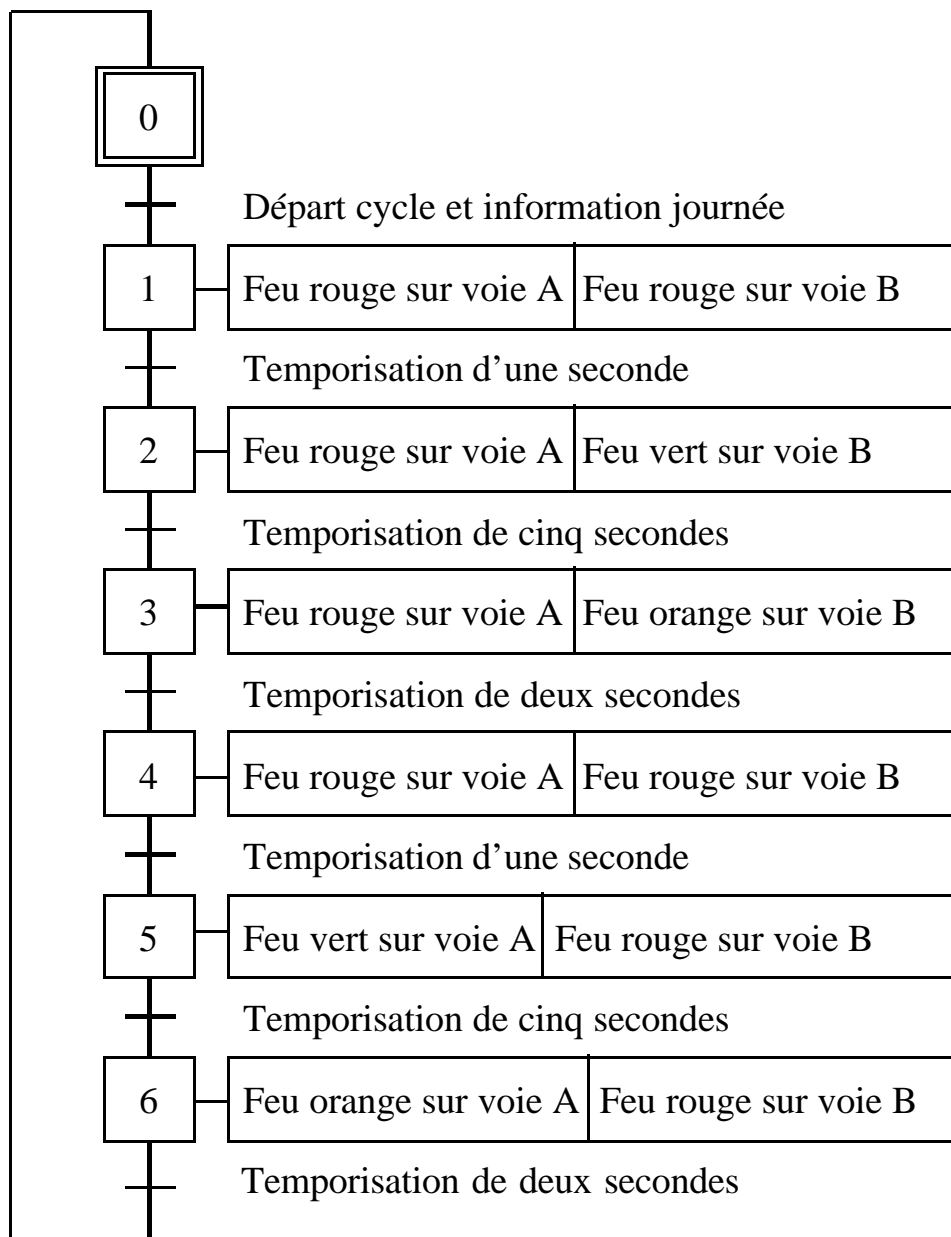 0
Départ cycle et information journée
1 Feu rouge sur voie A Feu rouge sur voie B
Temporisation d’une seconde
2 Feu rouge sur voie A Feu vert sur voie B
Temporisation de cinq secondes
3 Feu rouge sur voie A Feu orange sur voie B
Temporisation de deux secondes
4 Feu rouge sur voie A Feu rouge sur voie B
Temporisation d’une seconde
5 Feu vert sur voie A Feu rouge sur voie B
Temporisation de cinq secondes
6 Feu orange sur voie A Feu rouge sur voie B
Temporisation de deux secondes